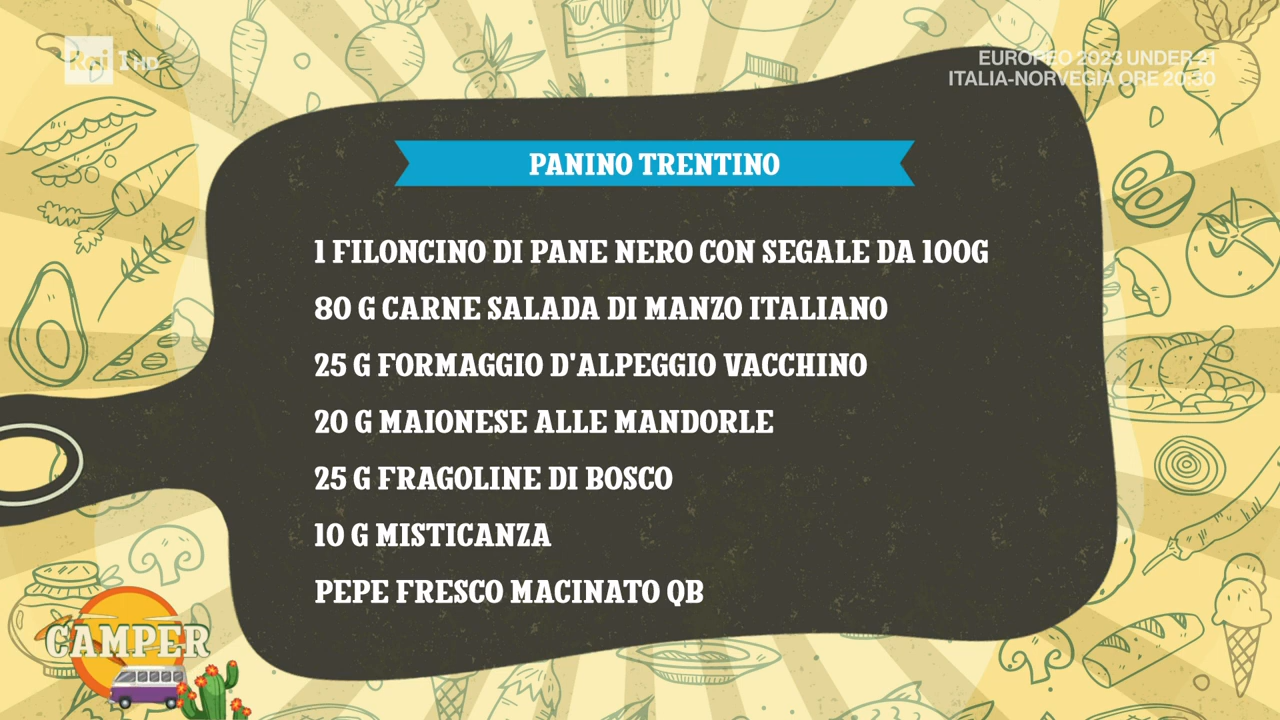 Rai 1 HD
EUROPEO 2023 UNDER 21
ITALIA-NORVEGIA ORE 20:30
PANINO TRENTINO
1 FILONCINO DI PANE NERO CON SEGALE DA 100G
80 G CARNE SALADA DI MANZO ITALIANO
25 G FORMAGGIO D'ALPEGGIO VACCHINO
20 G MAIONESE ALLE MANDORLE
25 G FRAGOLINE DI BOSCO
10 G MISTICANZA
PEPE FRESCO MACINATO QB
CAMPER